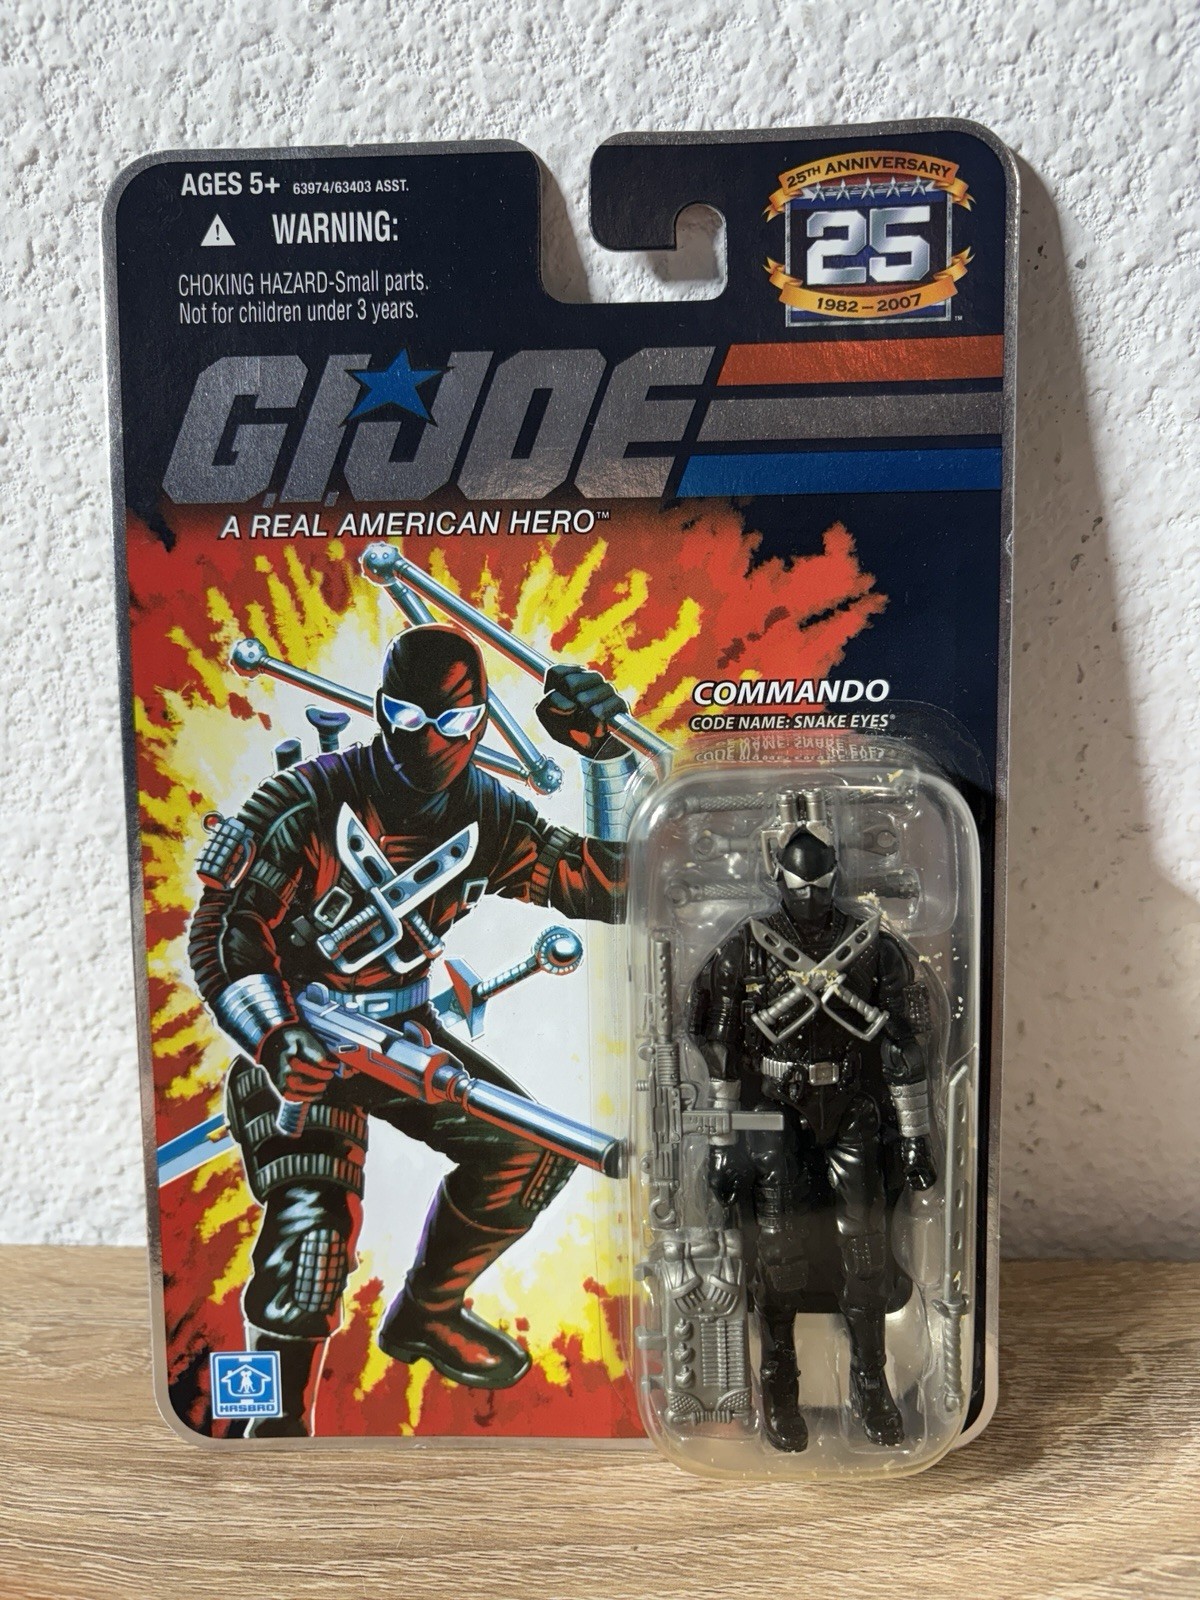 AGES 5+ 63974/63403 ASST.
WARNING:
CHOKING HAZARD-Small parts.
Not for children under 3 years.
25TH ANNIVERSARY
25
1982 – 2007
™
G.I.JOE
A REAL AMERICAN HERO™
COMMANDO
CODE NAME: SNAKE EYES®
HASBRO